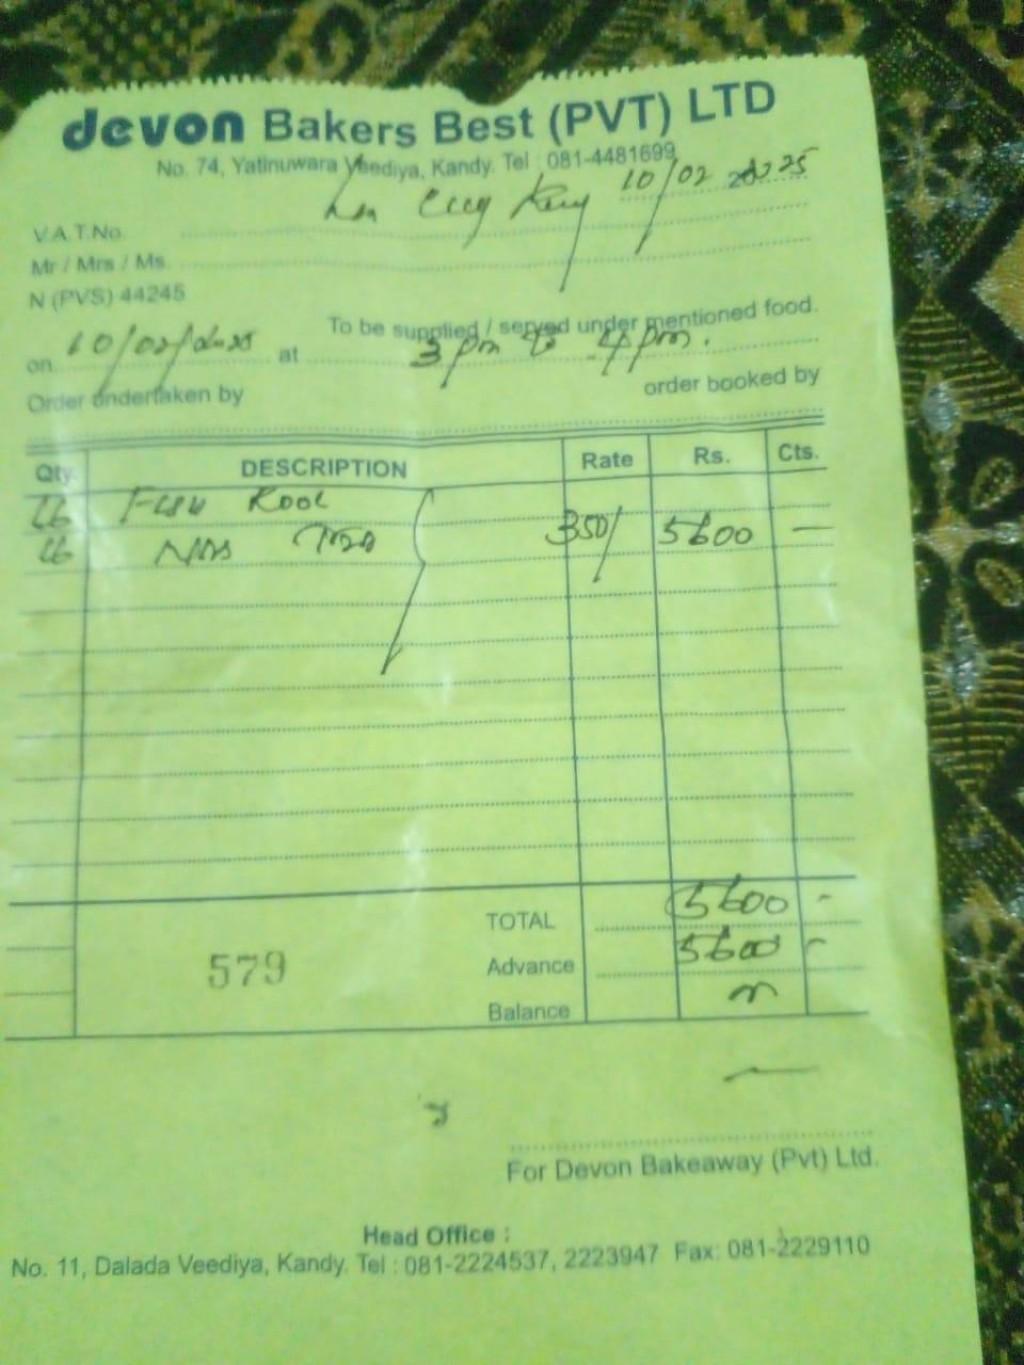 devon Bakers Best (PVT) LTD
No. 74, Yatinuwara Veediya, Kandy. Tel : 081-4481699
10/02 2025
V.A.T.No.
Mr / Mrs / Ms.
N (PVS) 44245
To be supplied / served under mentioned food.
on 10/02/2025 at 3 pm to 4 pm.
Order undertaken by order booked by
Qty. DESCRIPTION Rate Rs. Cts.
16 Fish
16 350/ 5600 —
TOTAL 5600 -
579 Advance 5600 -
Balance
For Devon Bakeaway (Pvt) Ltd.
Head Office :
No. 11, Dalada Veediya, Kandy. Tel : 081-2224537, 2223947 Fax: 081-2229110